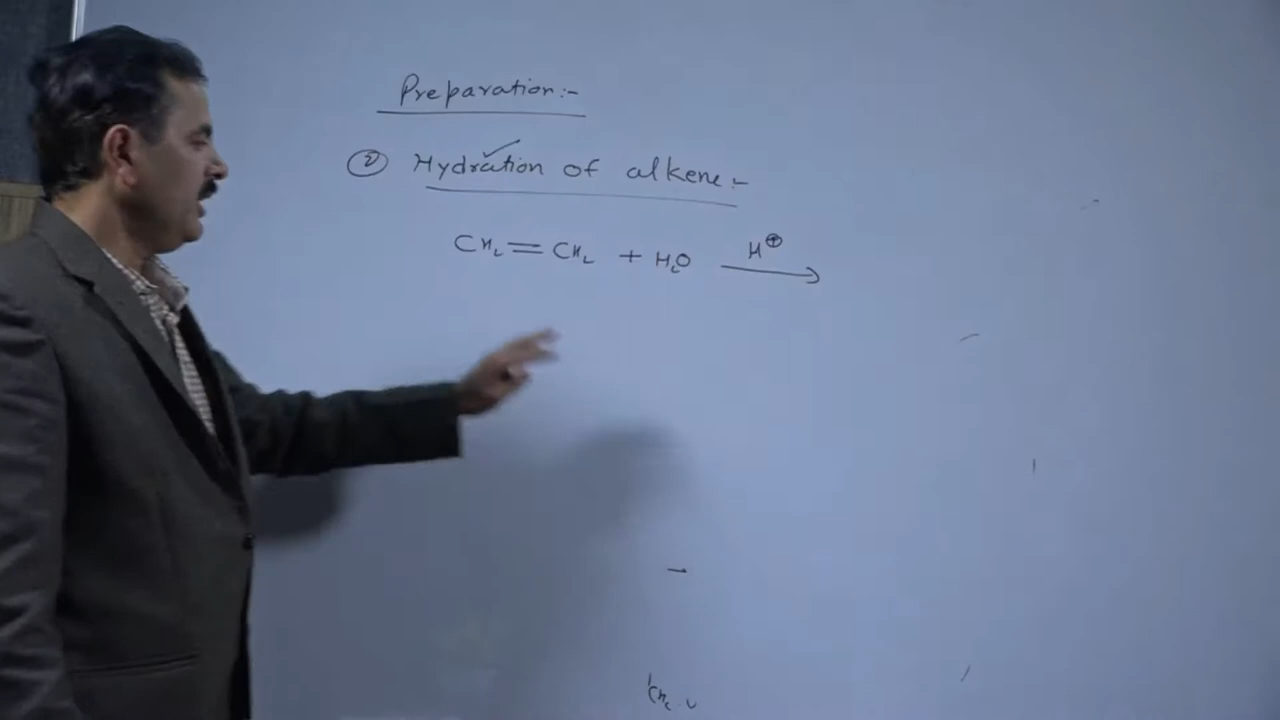 Preparation:-
② Hydration of alkene:-
CH₂=CH₂ + H₂O H⊕ →